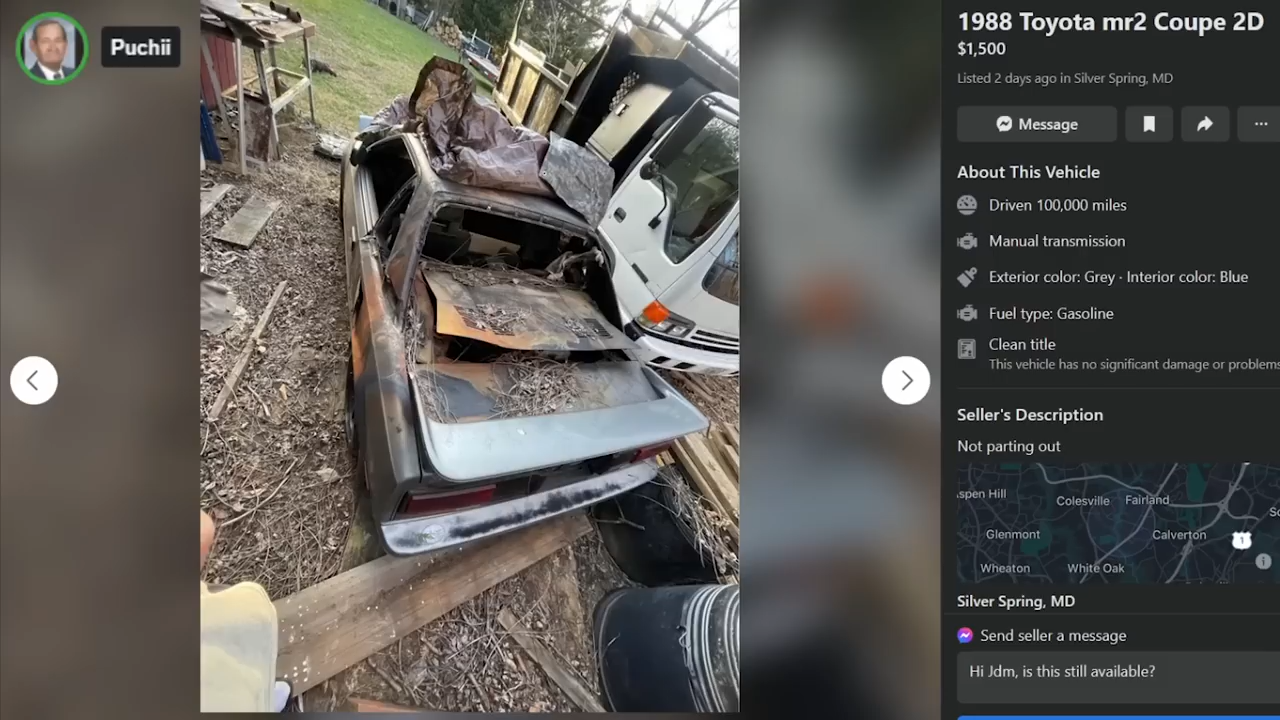 Puchii
1988 Toyota mr2 Coupe 2D
$1,500
Listed 2 days ago in Silver Spring, MD
Message
About This Vehicle
Driven 100,000 miles
Manual transmission
Exterior color: Grey · Interior color: Blue
Fuel type: Gasoline
Clean title
This vehicle has no significant damage or problems
Seller's Description
Not parting out
Aspen Hill
Colesville
Fairland
Glenmont
Calverton
1
Wheaton
White Oak
Silver Spring, MD
Send seller a message
Hi Jdm, is this still available?